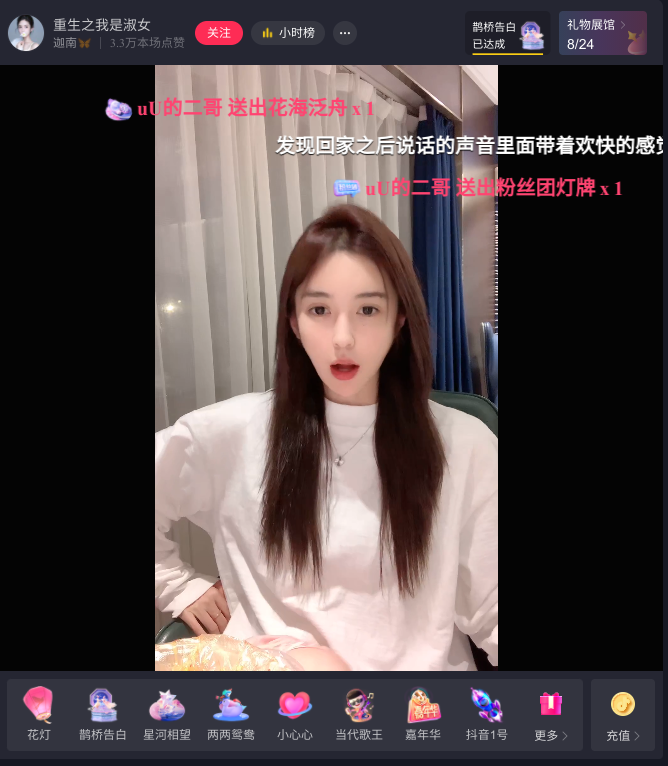 重生之我是淑女
迦南 | 3.3万本场点赞
关注
小时榜
鹊桥告白
已达成
礼物展馆
8/24
uU的二哥 送出花海泛舟 x 1
发现回家之后说话的声音里面带着欢快的感觉
uU的二哥 送出粉丝团灯牌 x 1
花灯
鹊桥告白
星河相望
两两鸳鸯
小心心
当代歌王
嘉年华
抖音1号
更多
充值